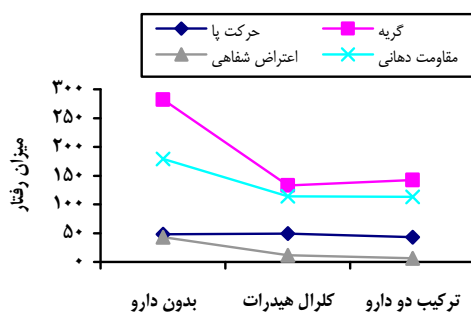 حرکت پا گریه
اعتراض شفاهی مقاومت دهانی
۳۰۰
۲۵۰
۲۰۰
۱۵۰
۱۰۰
۵۰
۰
میزان رفتار
بدون دارو کلرال هیدرات ترکیب دو دارو